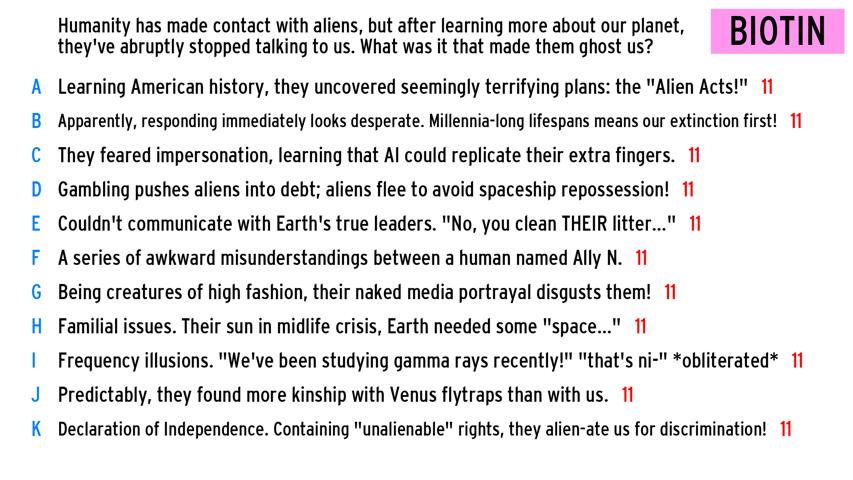 Humanity has made contact with aliens, but after learning more about our planet,
they've abruptly stopped talking to us. What was it that made them ghost us?
BIOTIN
A Learning American history, they uncovered seemingly terrifying plans: the "Alien Acts!" 11
B Apparently, responding immediately looks desperate. Millennia-long lifespans means our extinction first! 11
C They feared impersonation, learning that AI could replicate their extra fingers. 11
D Gambling pushes aliens into debt; aliens flee to avoid spaceship repossession! 11
E Couldn't communicate with Earth's true leaders. "No, you clean THEIR litter..." 11
F A series of awkward misunderstandings between a human named Ally N. 11
G Being creatures of high fashion, their naked media portrayal disgusts them! 11
H Familial issues. Their sun in midlife crisis, Earth needed some "space..." 11
I Frequency illusions. "We've been studying gamma rays recently!" "that's ni-" *obliterated* 11
J Predictably, they found more kinship with Venus flytraps than with us. 11
K Declaration of Independence. Containing "unalienable" rights, they alien-ate us for discrimination! 11